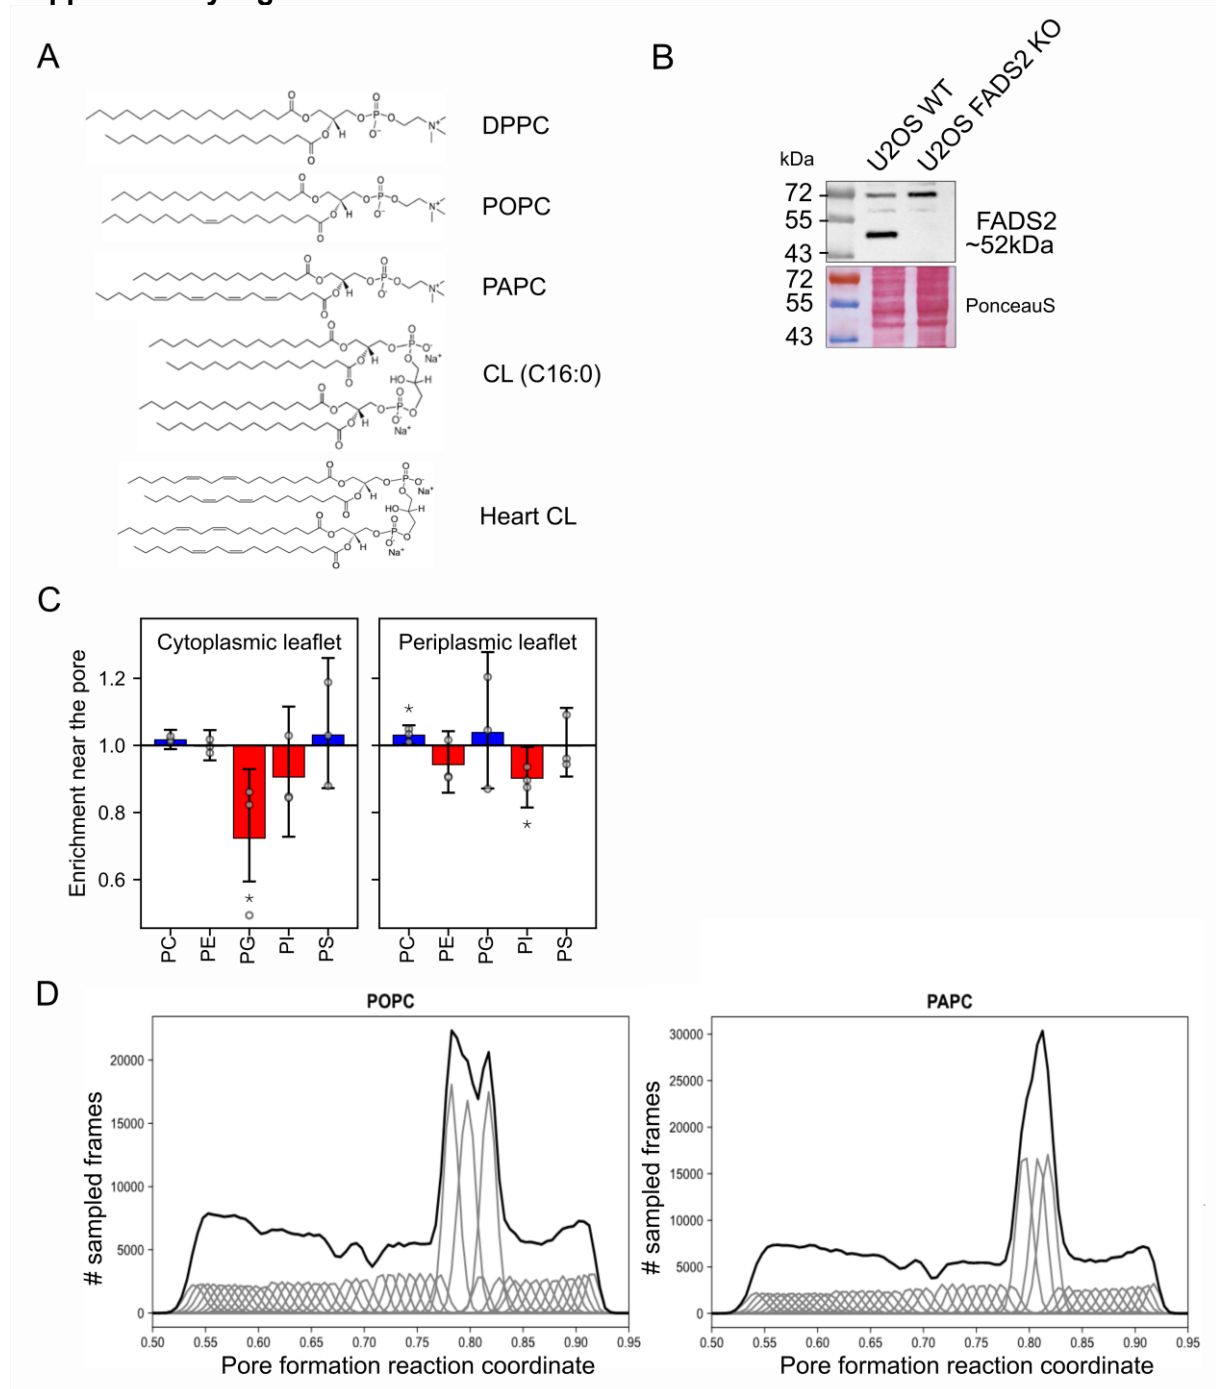 A
DPPC
POPC
PAPC
CL (C16:0)
Heart CL
B
U2OS WT
U2OS FADS2 KO
kDa
72
55
43
FADS2
~52kDa
72
55
43
PonceauS
C
Cytoplasmic leaflet
Periplasmic leaflet
Enrichment near the pore
1.2
1.0
0.8
0.6
*
*
*
PC PE PG PI PS
PC PE PG PI PS
D
POPC
# sampled frames
20000
15000
10000
5000
0
0.50 0.55 0.60 0.65 0.70 0.75 0.80 0.85 0.90 0.95
Pore formation reaction coordinate
PAPC
# sampled frames
30000
25000
20000
15000
10000
5000
0
0.50 0.55 0.60 0.65 0.70 0.75 0.80 0.85 0.90 0.95
Pore formation reaction coordinate